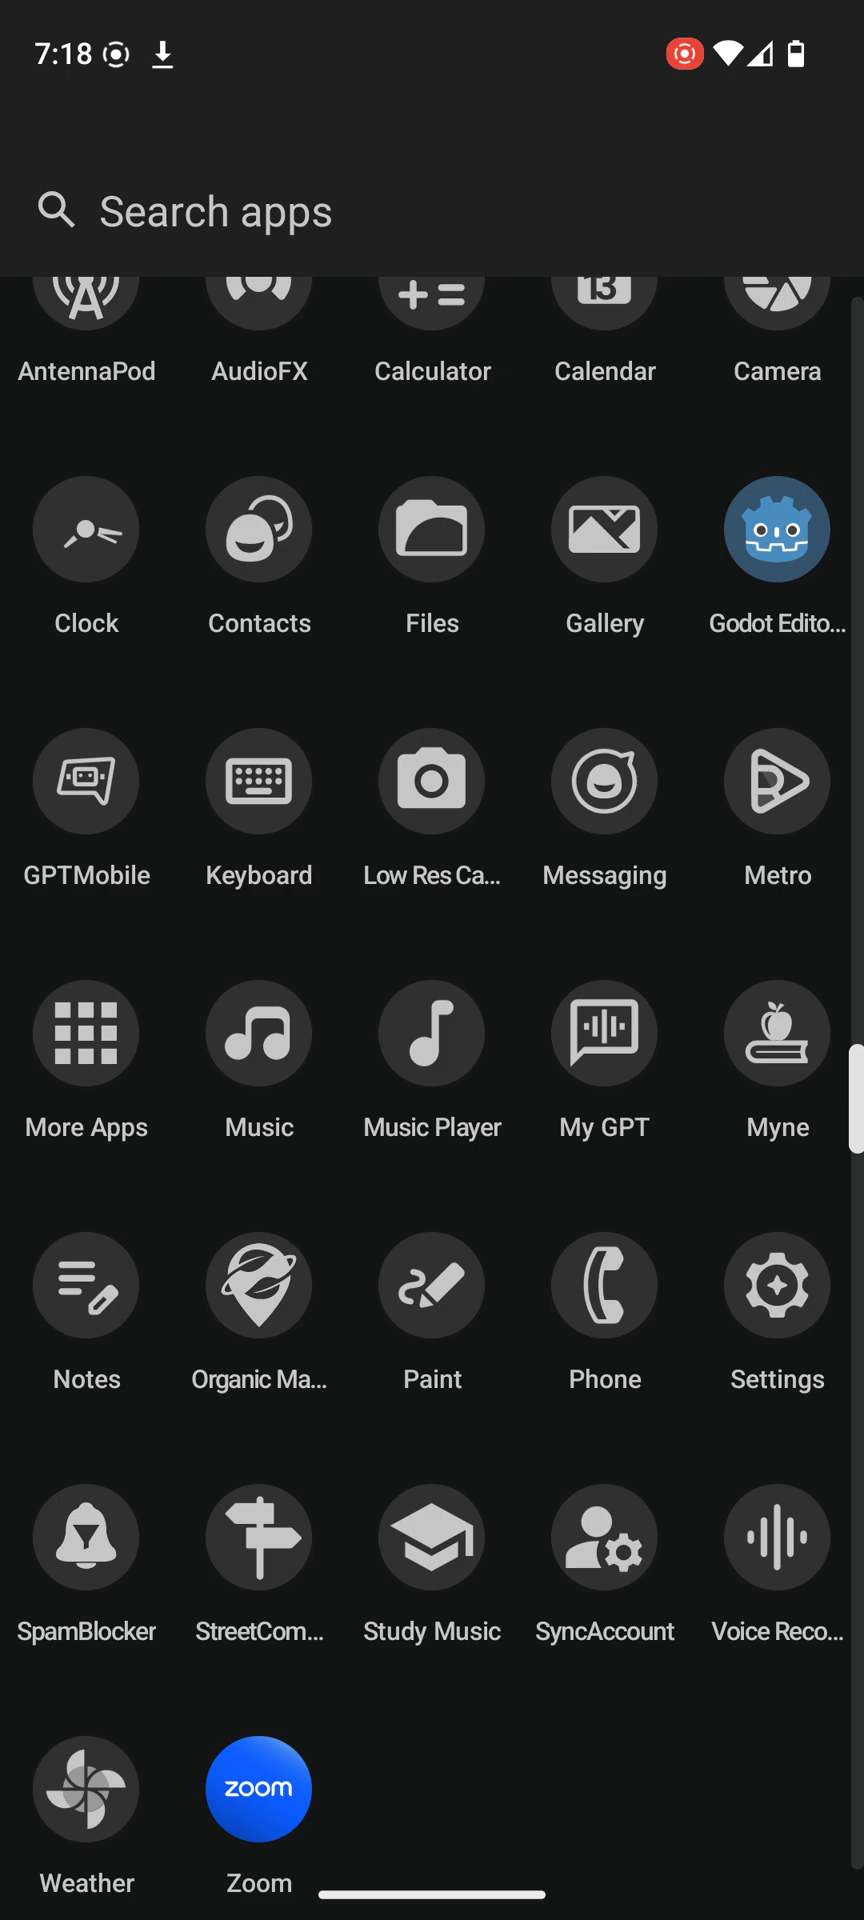 7:18
Search apps
13
AntennaPod AudioFX Calculator Calendar Camera
Clock Contacts Files Gallery Godot Edito...
GPTMobile Keyboard Low Res Ca... Messaging Metro
More Apps Music Music Player My GPT Myne
Notes Organic Ma... Paint Phone Settings
SpamBlocker StreetCom... Study Music SyncAccount Voice Reco...
zoom
Weather Zoom